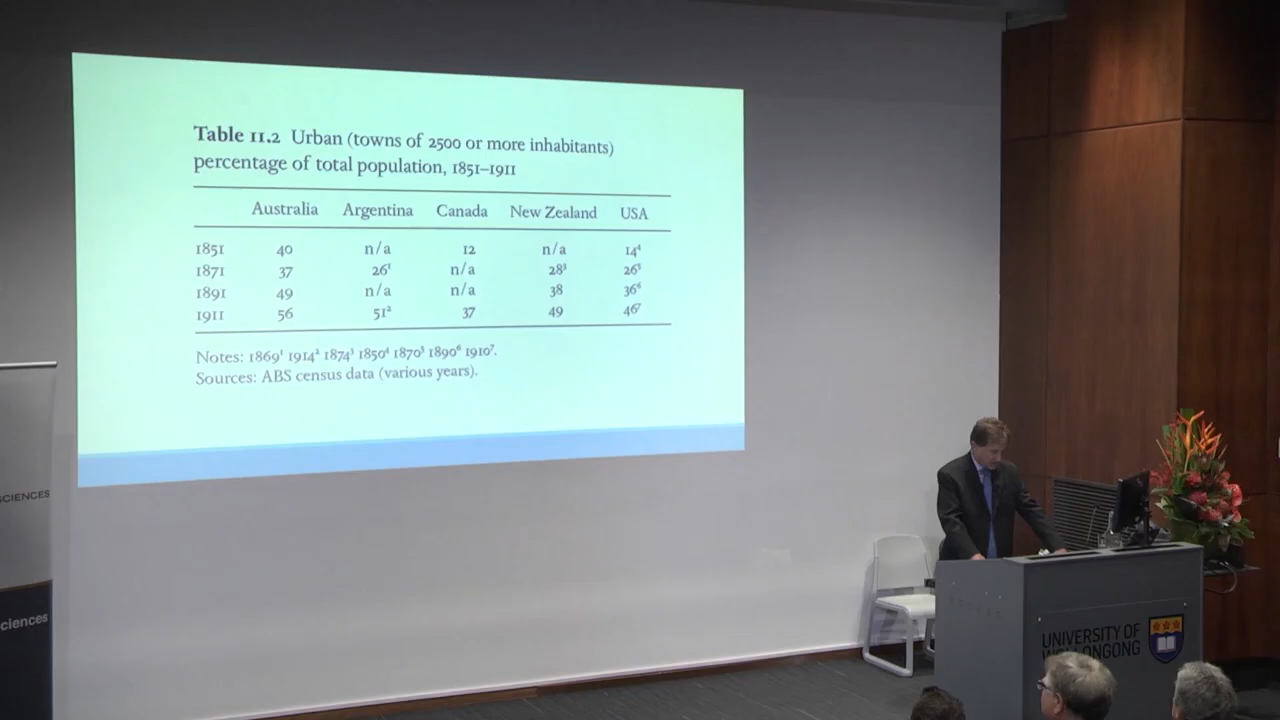 Table 11.2 Urban (towns of 2500 or more inhabitants)
percentage of total population, 1851–1911
Australia Argentina Canada New Zealand USA
1851 40 n/a 12 n/a 14⁴
1871 37 26¹ n/a 28³ 26⁵
1891 49 n/a n/a 38 36⁶
1911 56 51² 37 49 46⁷
Notes: 1869¹ 1914² 1874³ 1850⁴ 1870⁵ 1890⁶ 1910⁷.
Sources: ABS census data (various years).
SCIENCES
ciences
UNIVERSITY OF
WOLLONGONG